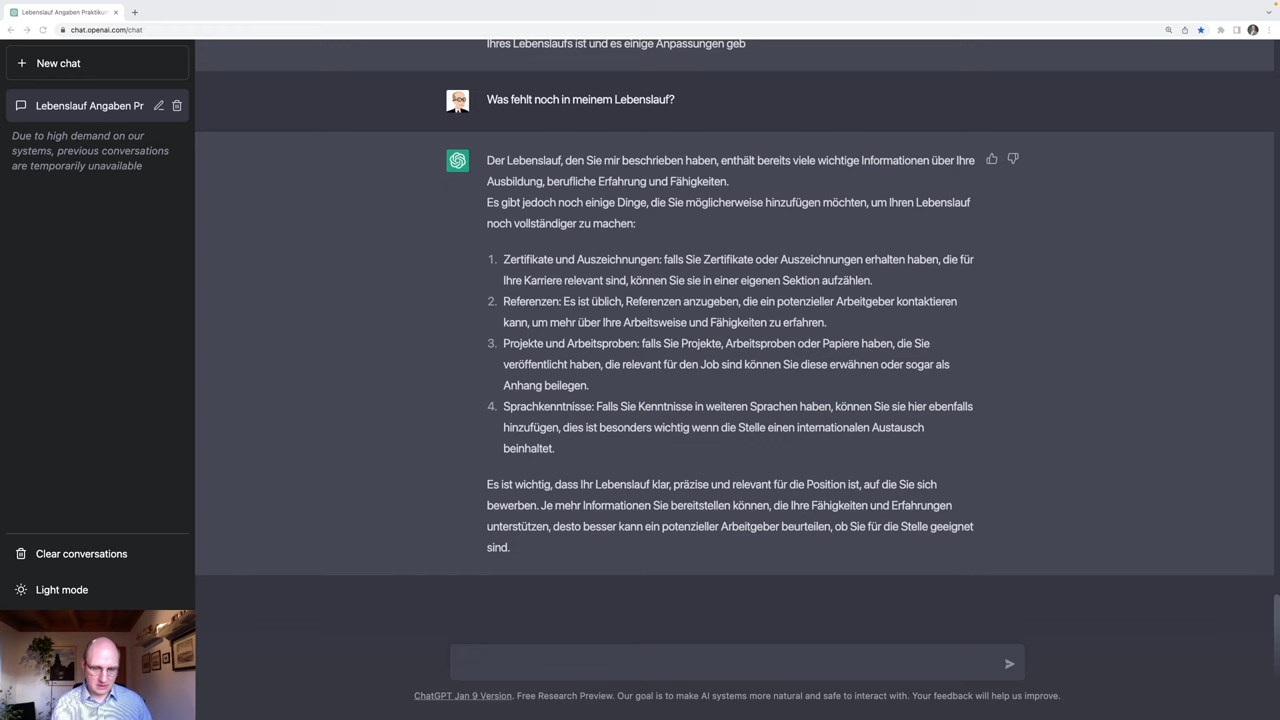 Lebenslauf Angaben Praktikum
chat.openai.com/chat
New chat
Lebenslauf Angaben Pr
Due to high demand on our
systems, previous conversations
are temporarily unavailable
Clear conversations
Light mode
Ihres Lebenslaufs ist und es einige Anpassungen geb
Was fehlt noch in meinem Lebenslauf?
Der Lebenslauf, den Sie mir beschrieben haben, enthält bereits viele wichtige Informationen über Ihre
Ausbildung, berufliche Erfahrung und Fähigkeiten.
Es gibt jedoch noch einige Dinge, die Sie möglicherweise hinzufügen möchten, um Ihren Lebenslauf
noch vollständiger zu machen:
1. Zertifikate und Auszeichnungen: falls Sie Zertifikate oder Auszeichnungen erhalten haben, die für
Ihre Karriere relevant sind, können Sie sie in einer eigenen Sektion aufzählen.
2. Referenzen: Es ist üblich, Referenzen anzugeben, die ein potenzieller Arbeitgeber kontaktieren
kann, um mehr über Ihre Arbeitsweise und Fähigkeiten zu erfahren.
3. Projekte und Arbeitsproben: falls Sie Projekte, Arbeitsproben oder Papiere haben, die Sie
veröffentlicht haben, die relevant für den Job sind können Sie diese erwähnen oder sogar als
Anhang beilegen.
4. Sprachkenntnisse: Falls Sie Kenntnisse in weiteren Sprachen haben, können Sie sie hier ebenfalls
hinzufügen, dies ist besonders wichtig wenn die Stelle einen internationalen Austausch
beinhaltet.
Es ist wichtig, dass Ihr Lebenslauf klar, präzise und relevant für die Position ist, auf die Sie sich
bewerben. Je mehr Informationen Sie bereitstellen können, die Ihre Fähigkeiten und Erfahrungen
unterstützen, desto besser kann ein potenzieller Arbeitgeber beurteilen, ob Sie für die Stelle geeignet
sind.
ChatGPT Jan 9 Version. Free Research Preview. Our goal is to make AI systems more natural and safe to interact with. Your feedback will help us improve.